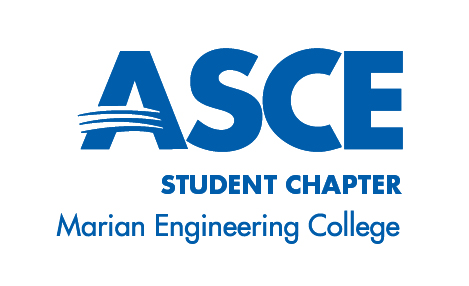 ASCE
STUDENT CHAPTER
Marian Engineering College